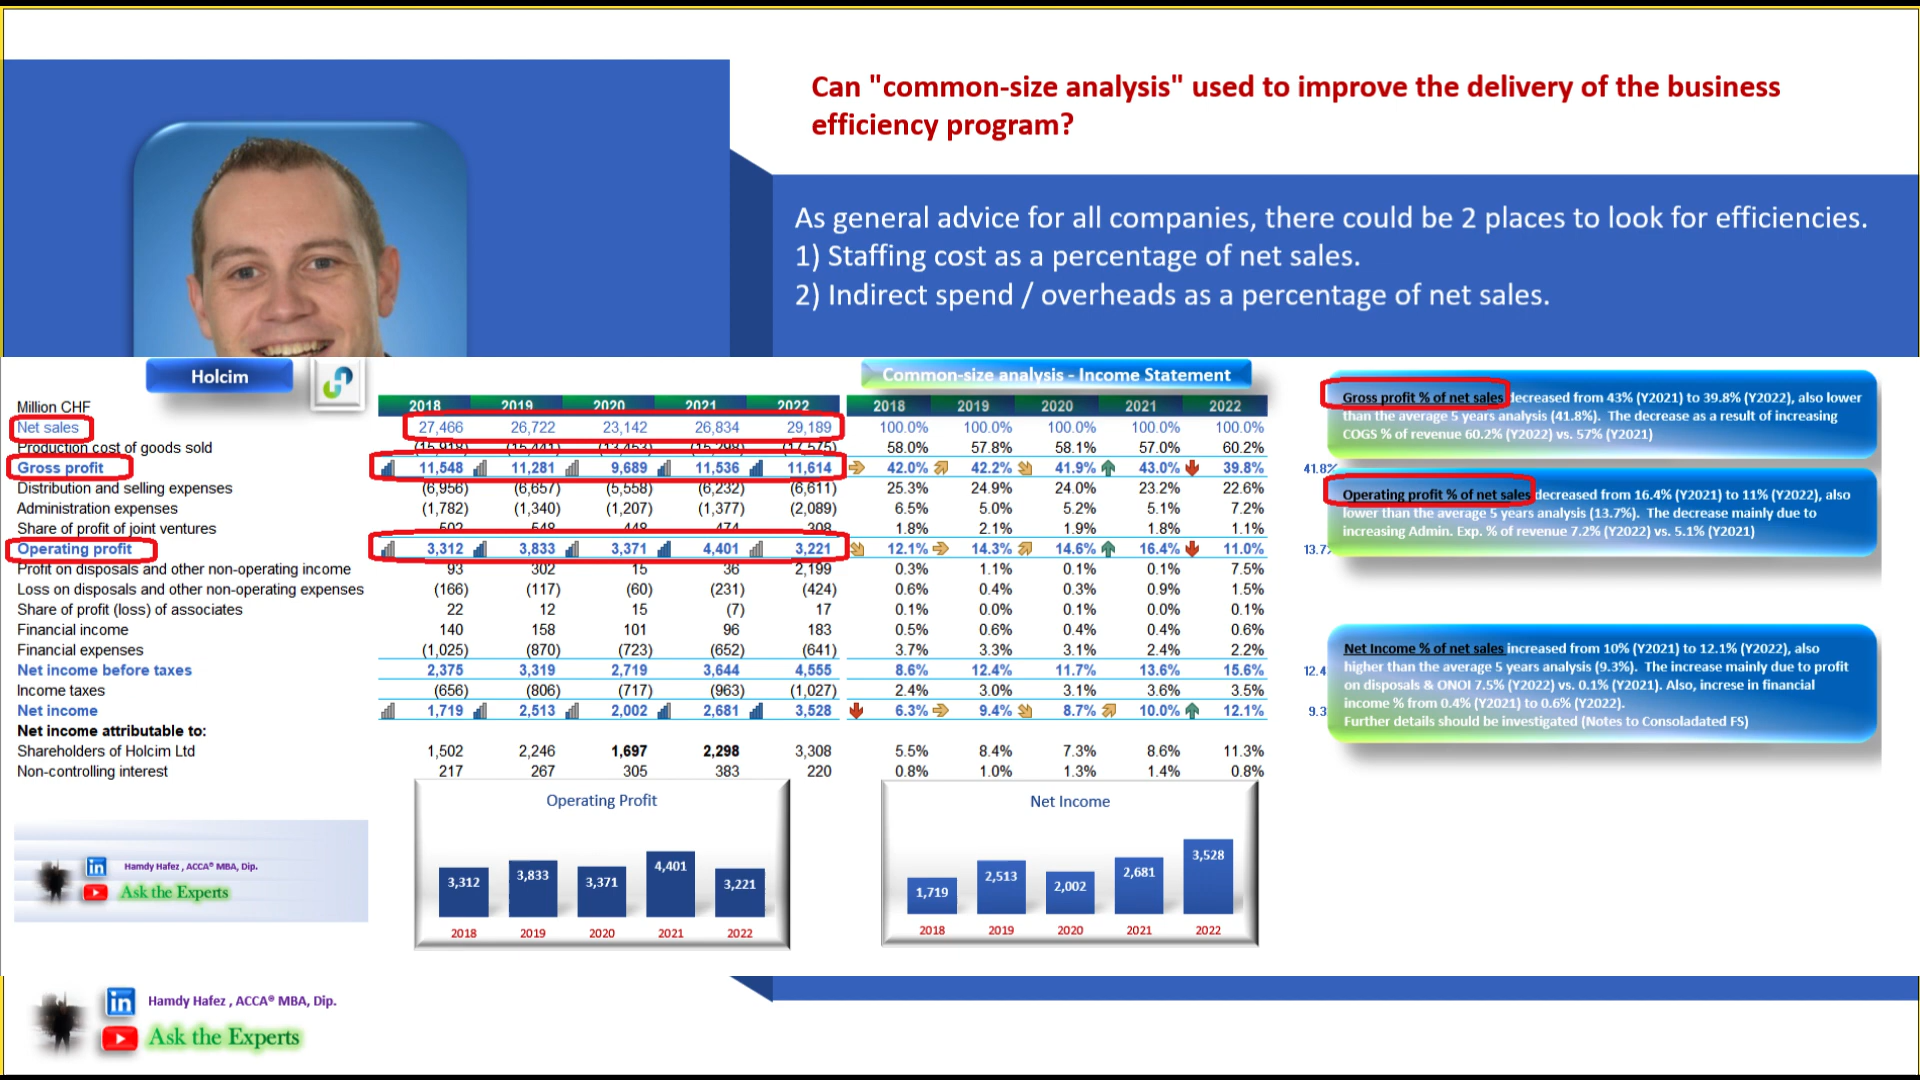 Can "common-size analysis" used to improve the delivery of the business
efficiency program?
As general advice for all companies, there could be 2 places to look for efficiencies.
1) Staffing cost as a percentage of net sales.
2) Indirect spend / overheads as a percentage of net sales.
Holcim
Common-size analysis - Income Statement
Million CHF 2018 2019 2020 2021 2022 2018 2019 2020 2021 2022
Net sales 27,466 26,722 23,142 26,834 29,189 100.0% 100.0% 100.0% 100.0% 100.0%
Production cost of goods sold (15,918) (15,441) (13,453) (15,298) (17,575) 58.0% 57.8% 58.1% 57.0% 60.2%
Gross profit 11,548 11,281 9,689 11,536 11,614 42.0% 42.2% 41.9% 43.0% 39.8% 41.8%
Distribution and selling expenses (6,956) (6,657) (5,558) (6,232) (6,611) 25.3% 24.9% 24.0% 23.2% 22.6%
Administration expenses (1,782) (1,340) (1,207) (1,377) (2,089) 6.5% 5.0% 5.2% 5.1% 7.2%
Share of profit of joint ventures 502 548 448 474 308 1.8% 2.1% 1.9% 1.8% 1.1%
Operating profit 3,312 3,833 3,371 4,401 3,221 12.1% 14.3% 14.6% 16.4% 11.0% 13.7
Profit on disposals and other non-operating income 93 302 15 36 2,199 0.3% 1.1% 0.1% 0.1% 7.5%
Loss on disposals and other non-operating expenses (166) (117) (60) (231) (424) 0.6% 0.4% 0.3% 0.9% 1.5%
Share of profit (loss) of associates 22 12 15 (7) 17 0.1% 0.0% 0.1% 0.0% 0.1%
Financial income 140 158 101 96 183 0.5% 0.6% 0.4% 0.4% 0.6%
Financial expenses (1,025) (870) (723) (652) (641) 3.7% 3.3% 3.1% 2.4% 2.2%
Net income before taxes 2,375 3,319 2,719 3,644 4,555 8.6% 12.4% 11.7% 13.6% 15.6% 12.4
Income taxes (656) (806) (717) (963) (1,027) 2.4% 3.0% 3.1% 3.6% 3.5%
Net income 1,719 2,513 2,002 2,681 3,528 6.3% 9.4% 8.7% 10.0% 12.1% 9.3
Net income attributable to:
Shareholders of Holcim Ltd 1,502 2,246 1,697 2,298 3,308 5.5% 8.4% 7.3% 8.6% 11.3%
Non-controlling interest 217 267 305 383 220 0.8% 1.0% 1.3% 1.4% 0.8%
Gross profit % of net sales decreased from 43% (Y2021) to 39.8% (Y2022), also lower
than the average 5 years analysis (41.8%). The decrease as a result of increasing
COGS % of revenue 60.2% (Y2022) vs. 57% (Y2021)
Operating profit % of net sales decreased from 16.4% (Y2021) to 11% (Y2022), also
lower than the average 5 years analysis (13.7%). The decrease mainly due to
increasing Admin. Exp. % of revenue 7.2% (Y2022) vs. 5.1% (Y2021)
Net Income % of net sales increased from 10% (Y2021) to 12.1% (Y2022), also
higher than the average 5 years analysis (9.3%). The increase mainly due to profit
on disposals & ONOI 7.5% (Y2022) vs. 0.1% (Y2021). Also, increse in financial
income % from 0.4% (Y2021) to 0.6% (Y2022).
Further details should be investigated (Notes to Consoladated FS)
Operating Profit
3,312 3,833 3,371 4,401 3,221
2018 2019 2020 2021 2022
Net Income
1,719 2,513 2,002 2,681 3,528
2018 2019 2020 2021 2022
in Hamdy Hafez , ACCA® MBA, Dip.
Ask the Experts
in Hamdy Hafez , ACCA® MBA, Dip.
Ask the Experts